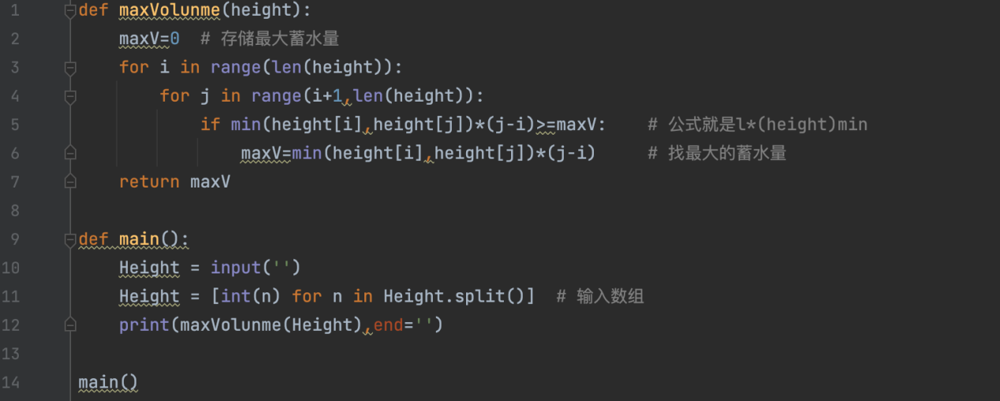 1 def maxVolunme(height):
2 maxV=0 # 存储最大蓄水量
3 for i in range(len(height)):
4 for j in range(i+1,len(height)):
5 if min(height[i],height[j])*(j-i)>=maxV: # 公式就是l*(height)min
6 maxV=min(height[i],height[j])*(j-i) # 找最大的蓄水量
7 return maxV
8
9 def main():
10 Height = input('')
11 Height = [int(n) for n in Height.split()] # 输入数组
12 print(maxVolunme(Height),end='')
13
14 main()